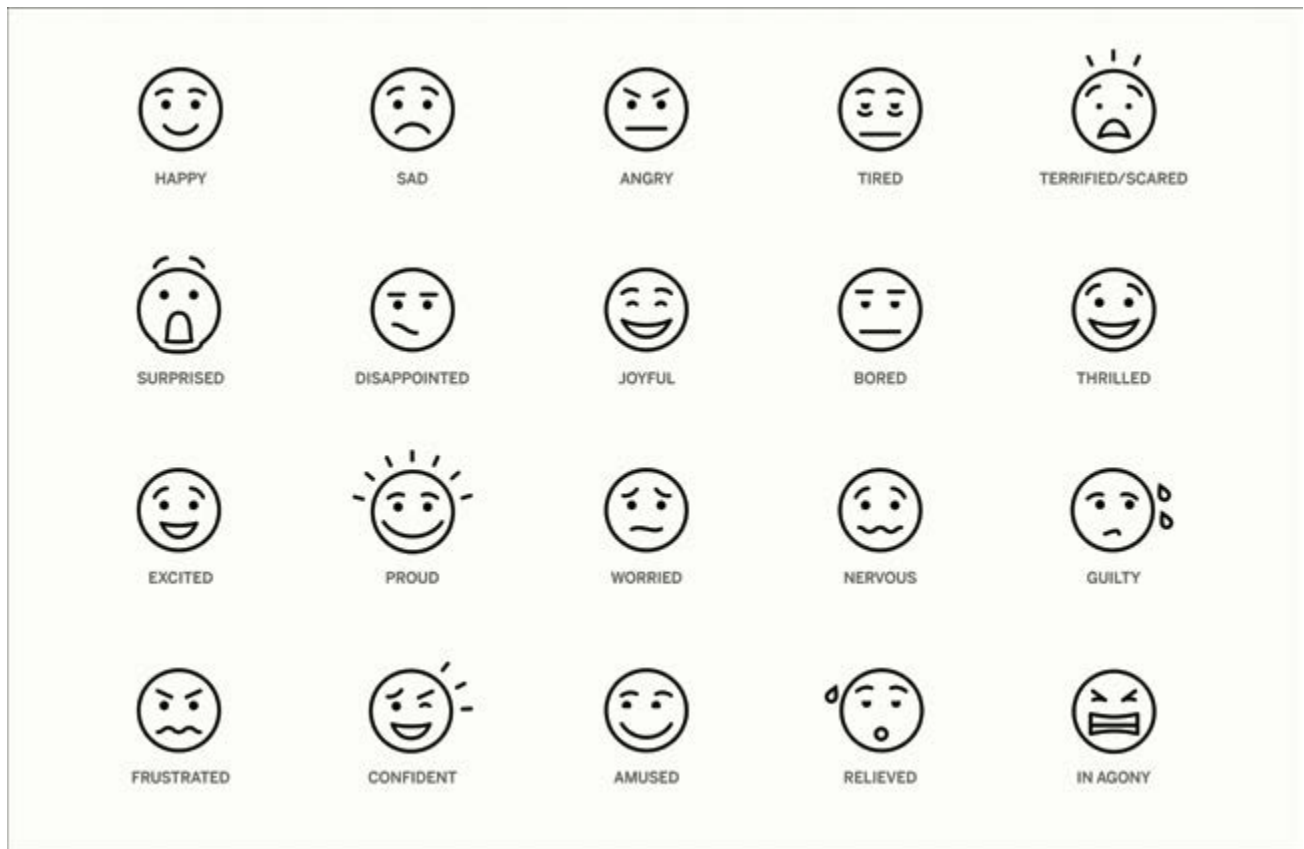 HAPPY
SAD
ANGRY
TIRED
TERRIFIED/SCARED
SURPRISED
DISAPPOINTED
JOYFUL
BORED
THRILLED
EXCITED
PROUD
WORRIED
NERVOUS
GUILTY
FRUSTRATED
CONFIDENT
AMUSED
RELIEVED
IN AGONY